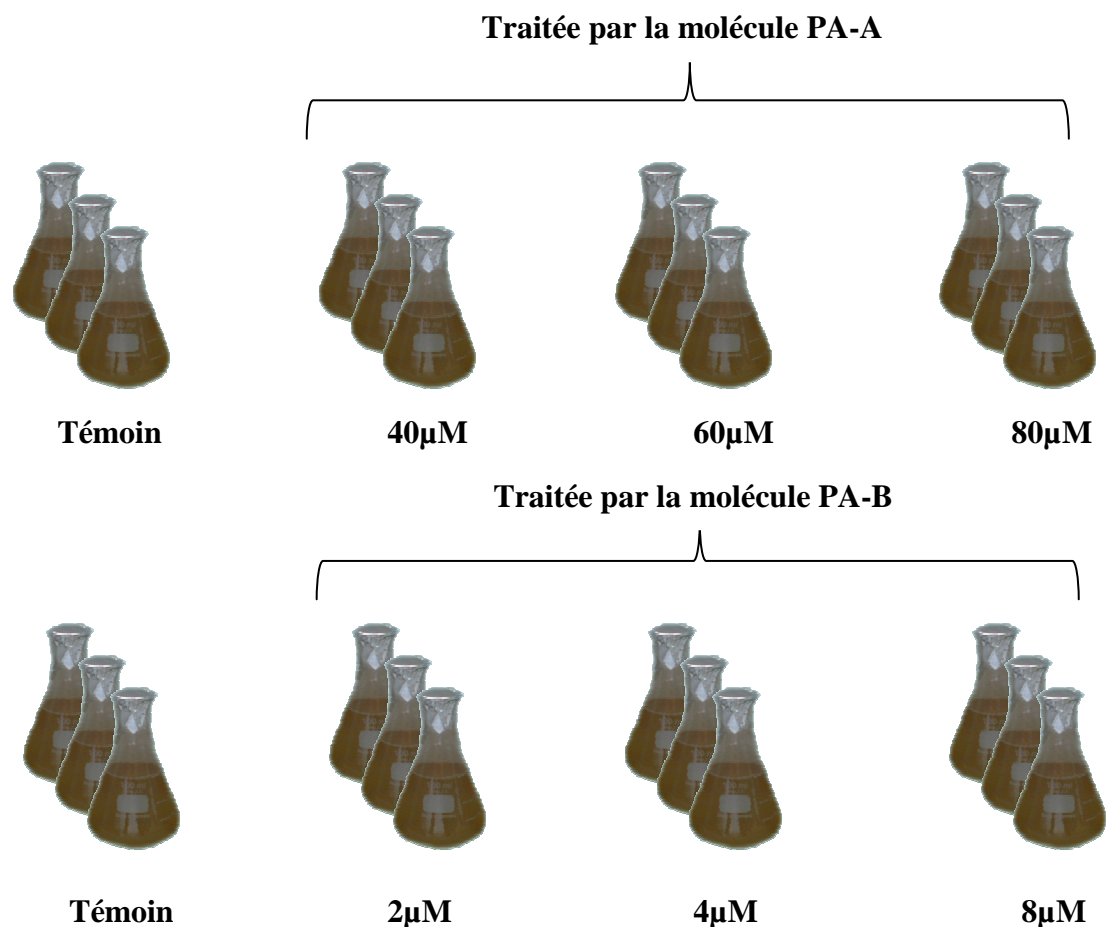 Traitée par la molécule PA-A
Témoin 40µM 60µM 80µM
Traitée par la molécule PA-B
Témoin 2µM 4µM 8µM